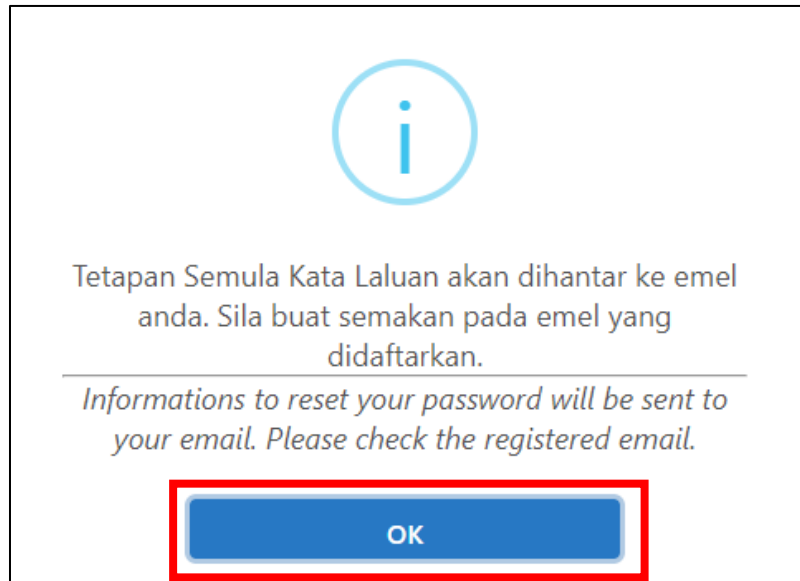 Tetapan Semula Kata Laluan akan dihantar ke emel
anda. Sila buat semakan pada emel yang
didaftarkan.
Informations to reset your password will be sent to
your email. Please check the registered email.
OK